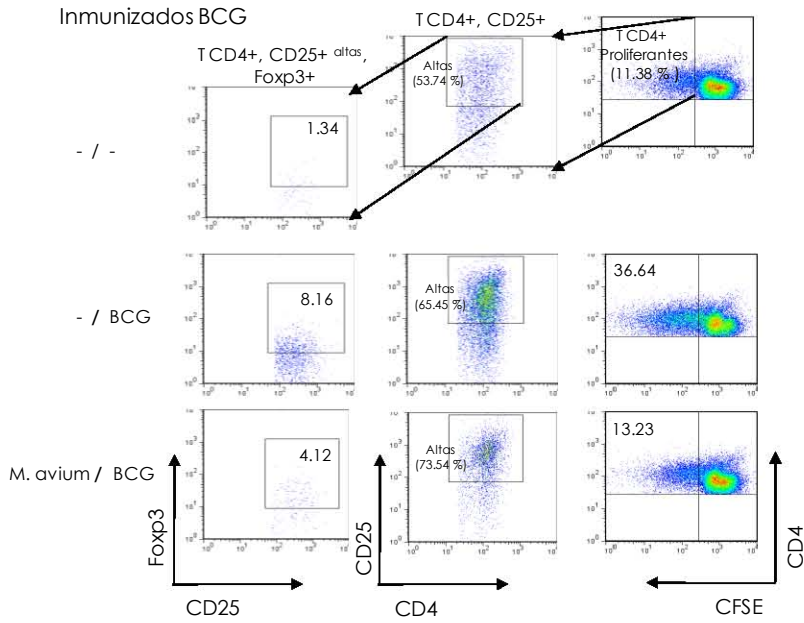 Inmunizados BCG
T CD4+, CD25+ altas,
Foxp3+
T CD4+, CD25+
T CD4+
Proliferantes
(11.38 %)
Altas
(53.74 %)
1.34
- / -
- / BCG
8.16
Altas
(65.45 %)
36.64
M. avium / BCG
4.12
Altas
(73.54 %)
13.23
Foxp3
CD25
CD25
CD4
CD4
CFSE